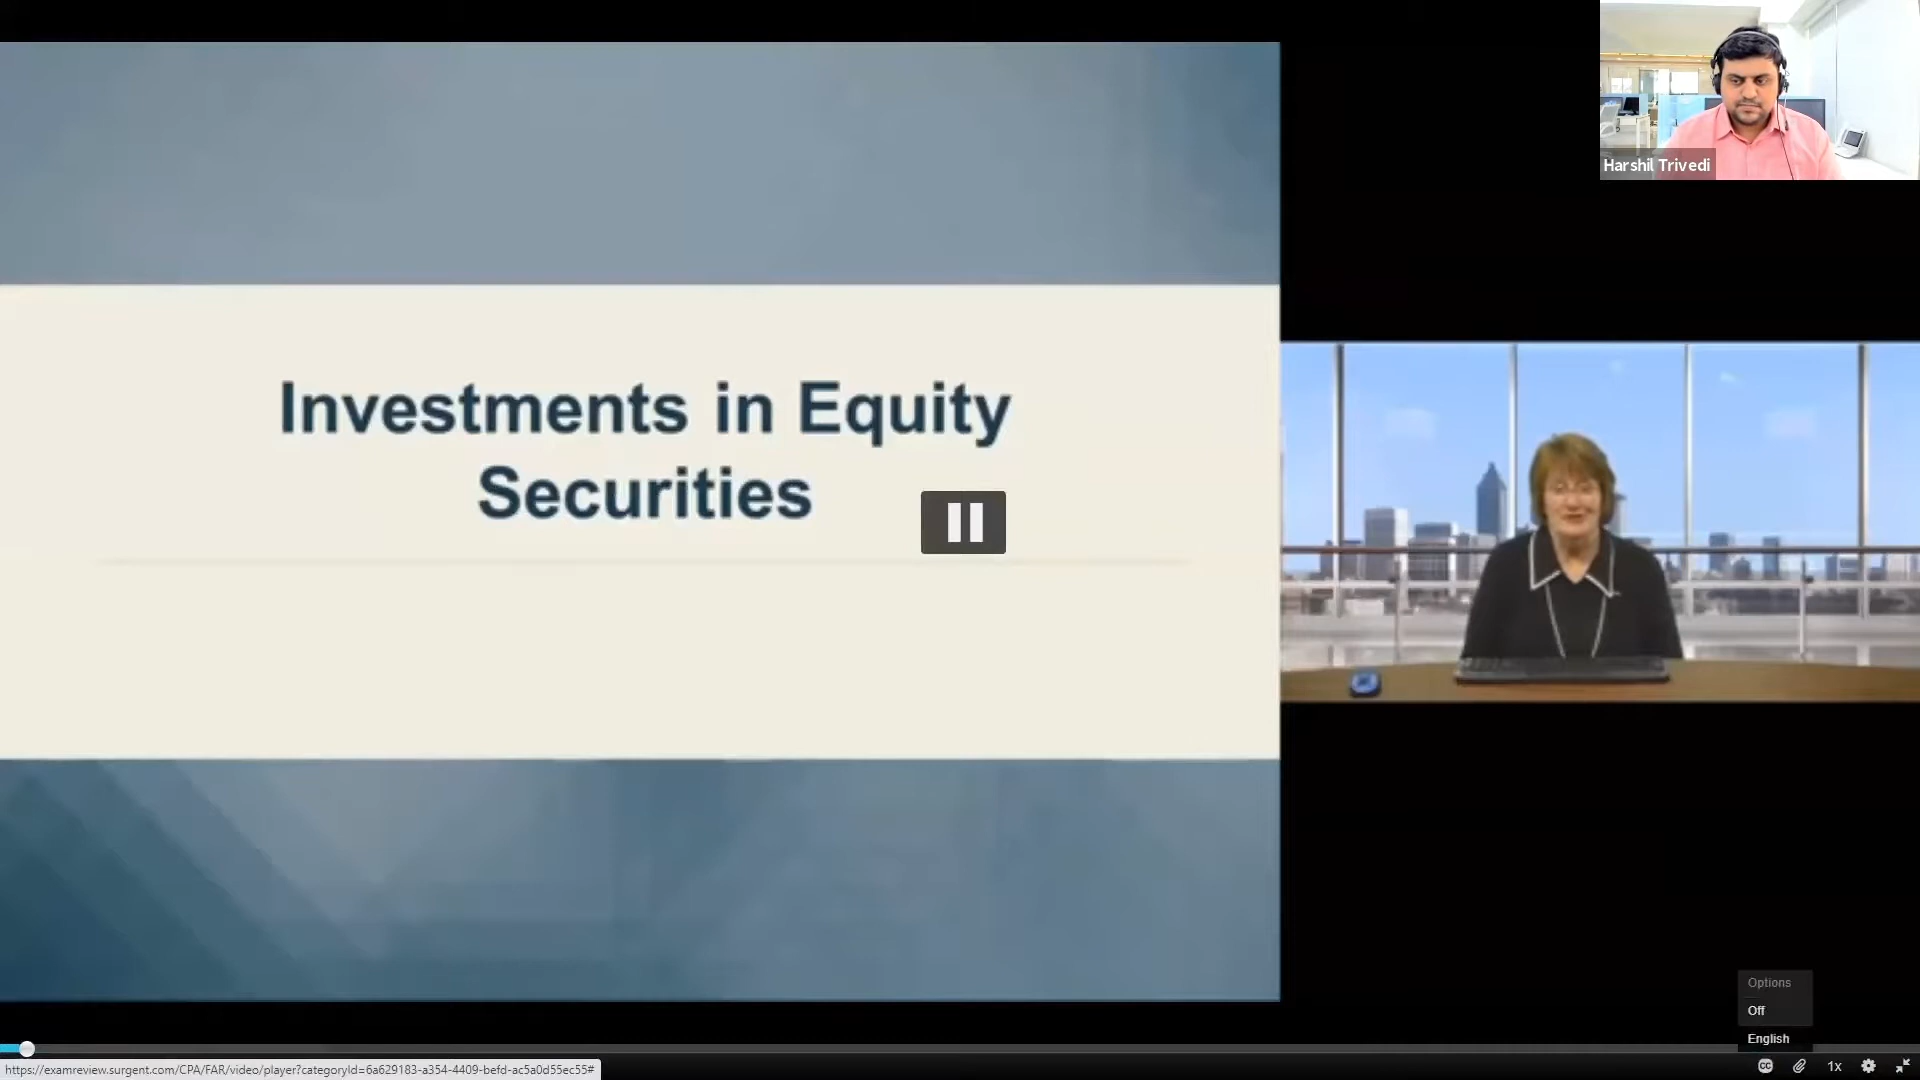 Harshil Trivedi
Investments in Equity
Securities
Options
Off
English
https://examreview.surgent.com/CPA/FAR/video/player?categoryId=6a629183-a354-4409-befd-ac5a0d55ec55#
CC
1x